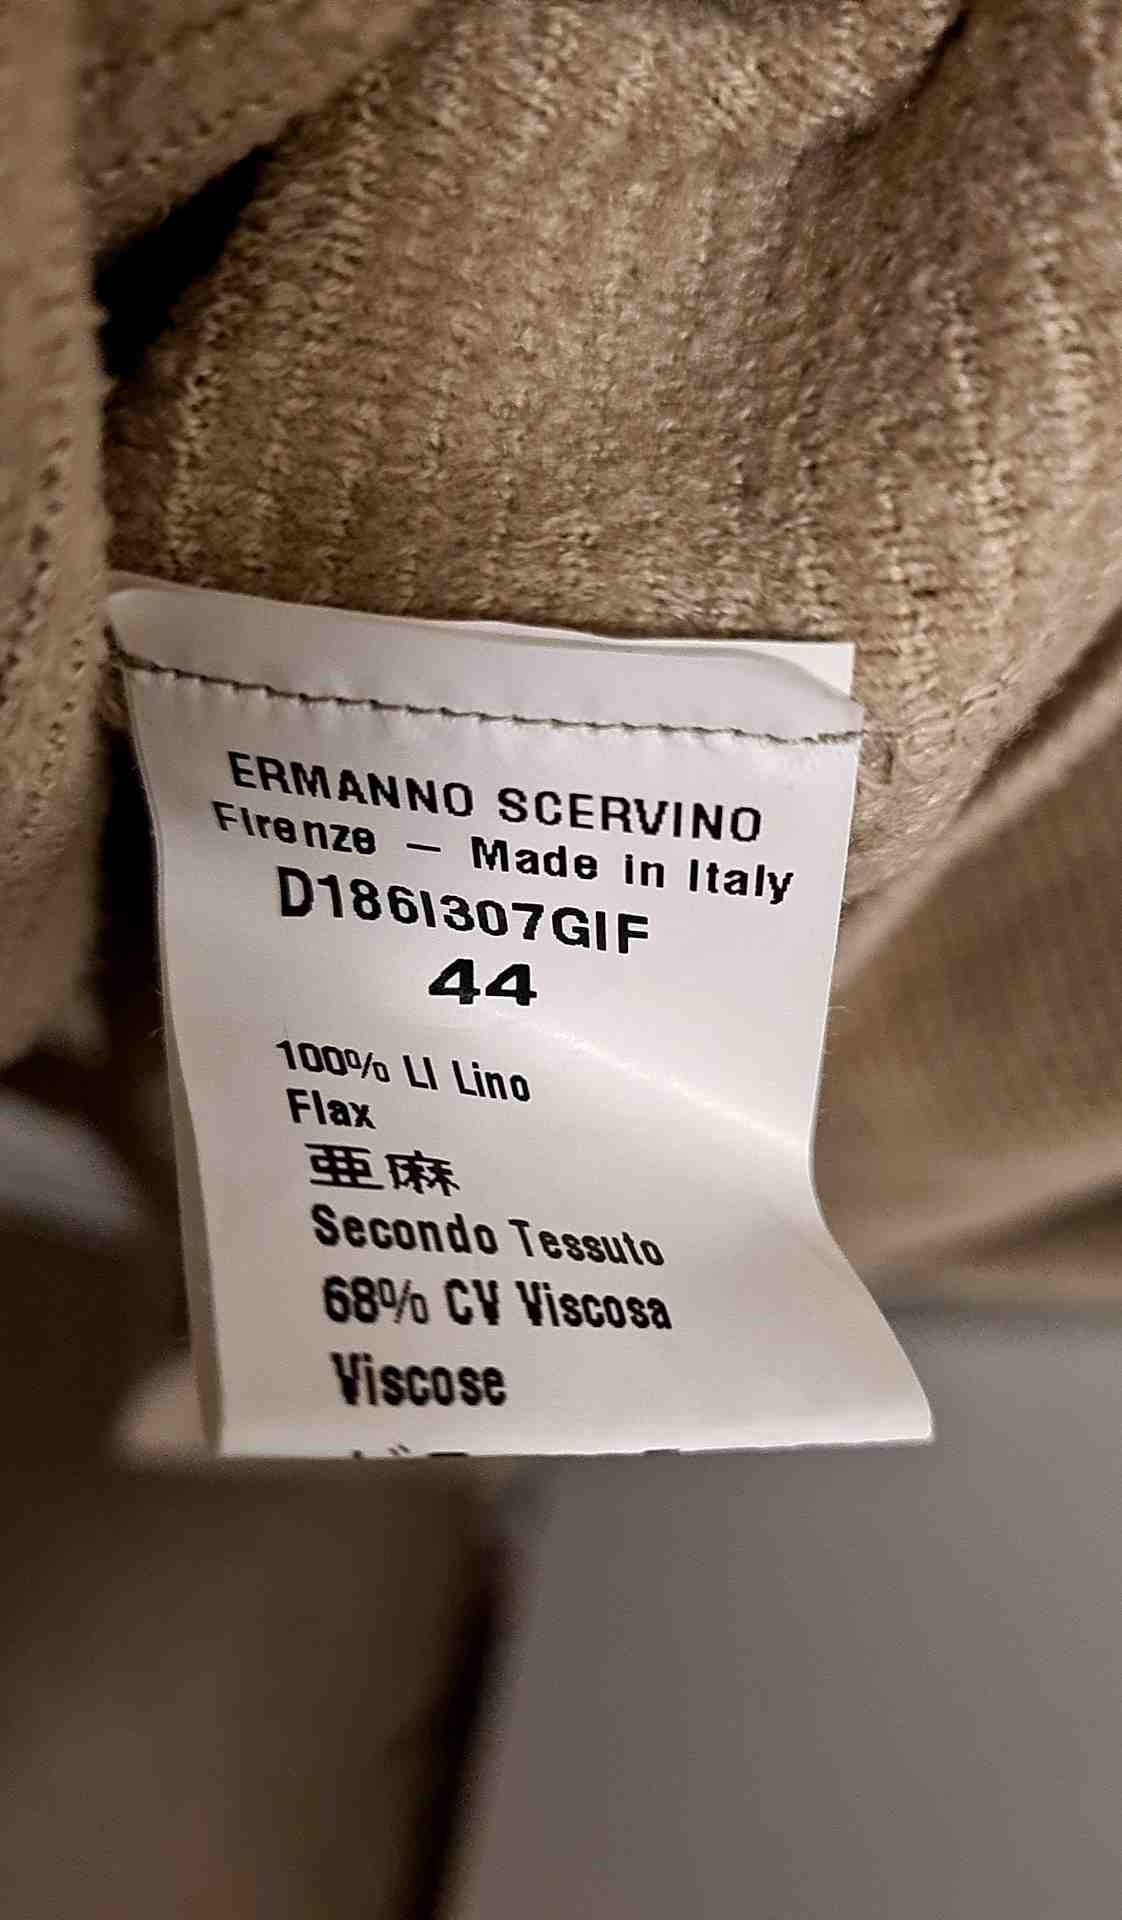 ERMANNO SCERVINO
Firenze – Made in Italy
D186I307GIF
44
100% LI Lino
Flax
亜麻
Secondo Tessuto
68% CV Viscosa
Viscose